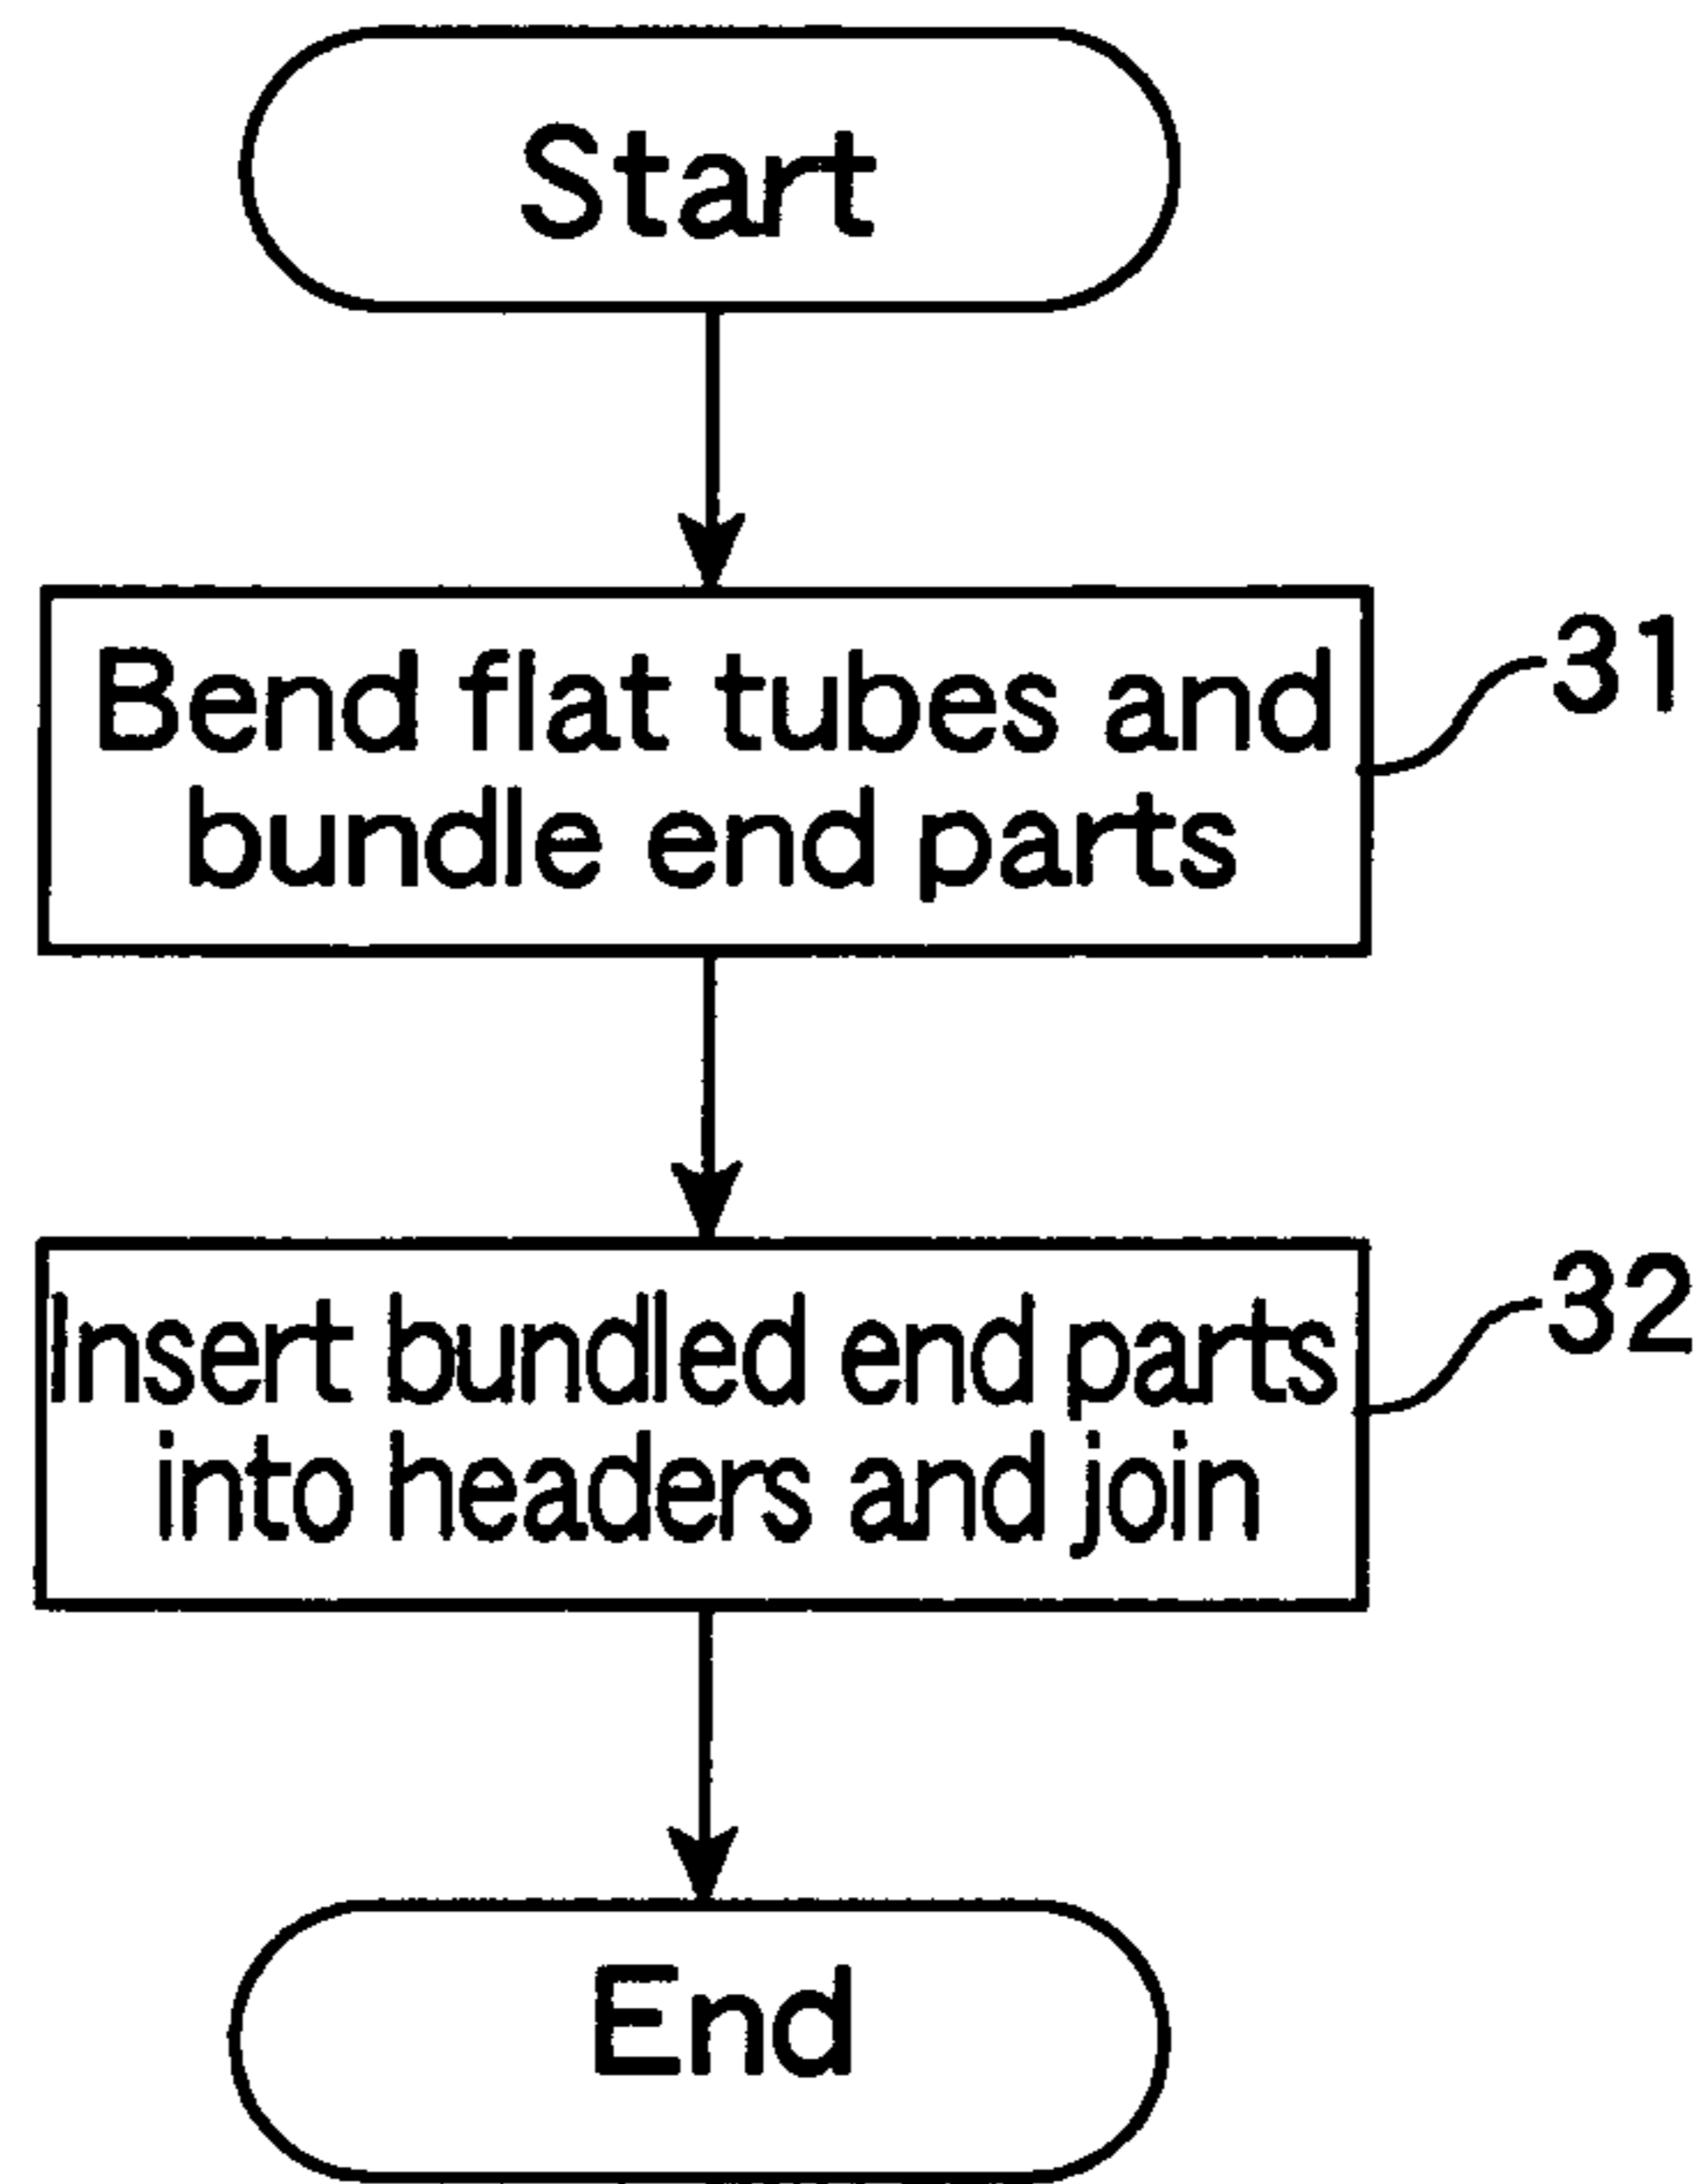 Start
Bend flat tubes and
bundle end parts
31
Insert bundled end parts
into headers and join
32
End